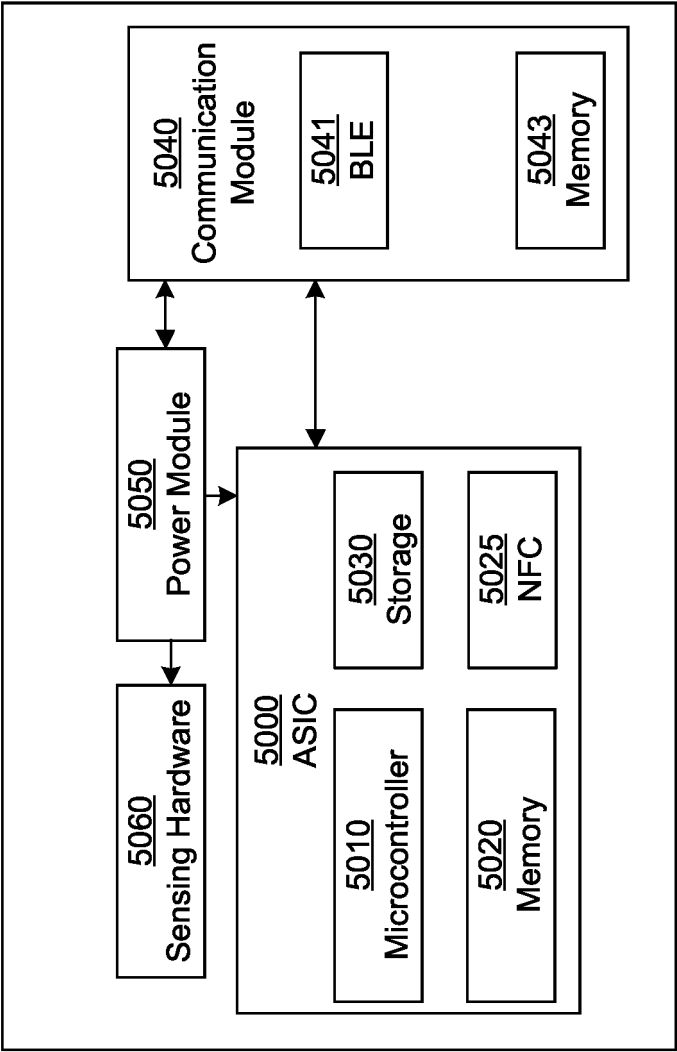 5060
Sensing Hardware
5050
Power Module
5040
Communication
Module
5041
BLE
5043
Memory
5000
ASIC
5010
Microcontroller
5030
Storage
5020
Memory
5025
NFC